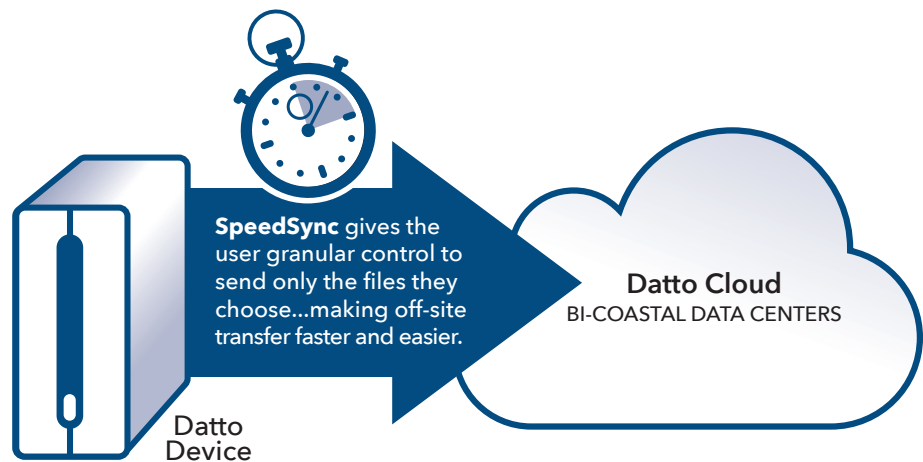 SpeedSync gives the
user granular control to
send only the files they
choose...making off-site
transfer faster and easier.
Datto Cloud
BI-COASTAL DATA CENTERS
Datto
Device